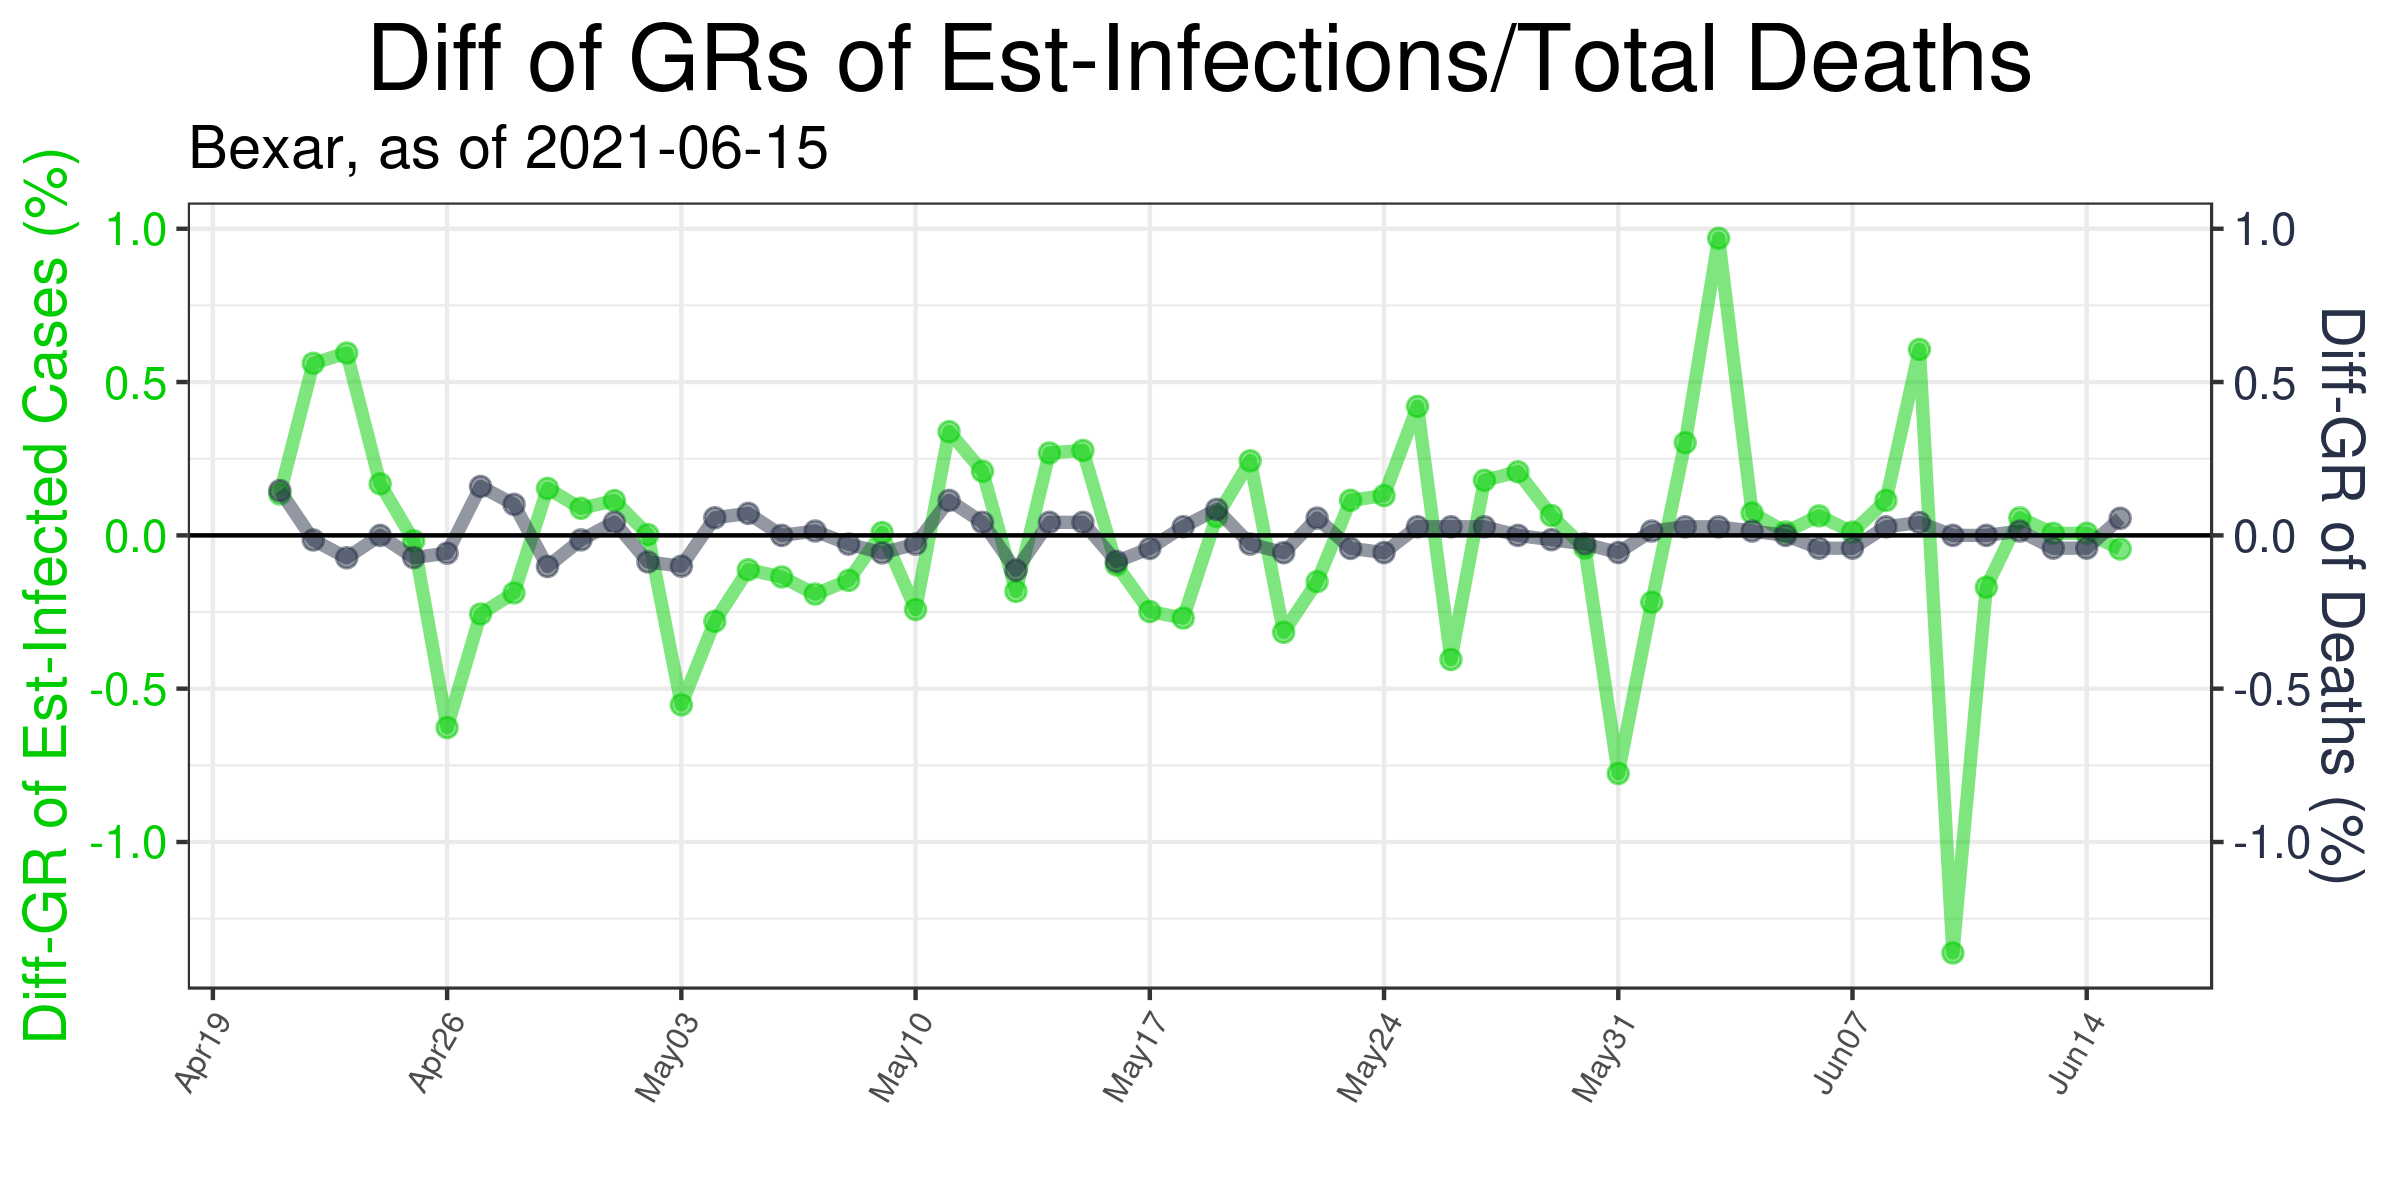 Diff of GRs of Est-Infections/Total Deaths
Bexar, as of 2021-06-15
Diff-GR of Est-Infected Cases (%)
1.0
0.5
0.0
-0.5
-1.0
1.0
0.5
0.0
-0.5
-1.0
Diff-GR of Deaths (%)
Apr19
Apr26
May03
May10
May17
May24
May31
Jun07
Jun14